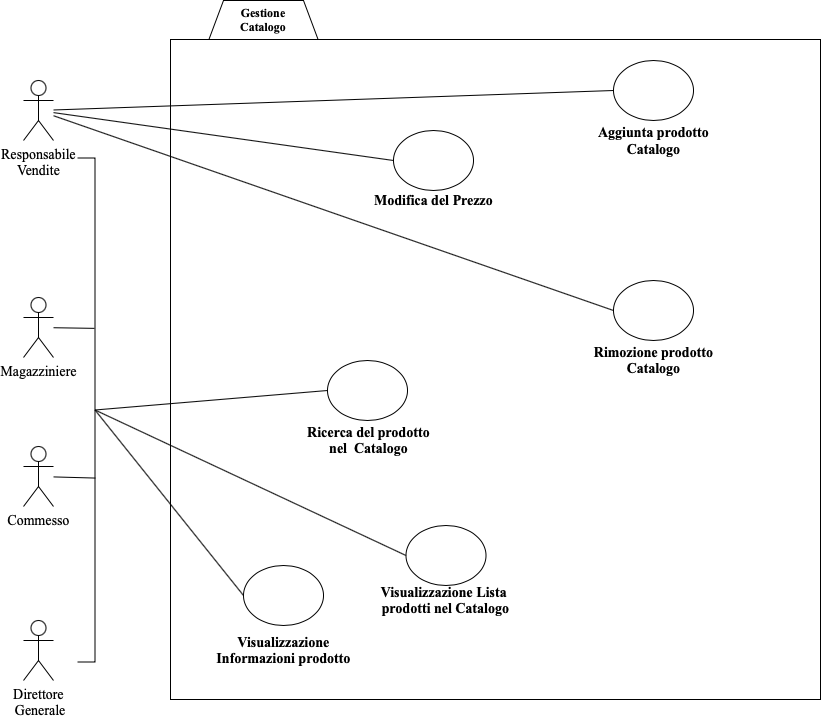 Gestione
Catalogo
Responsabile
Vendite
Aggiunta prodotto
Catalogo
Modifica del Prezzo
Magazziniere
Rimozione prodotto
Catalogo
Ricerca del prodotto
nel Catalogo
Commesso
Visualizzazione Lista
prodotti nel Catalogo
Visualizzazione
Informazioni prodotto
Direttore
Generale